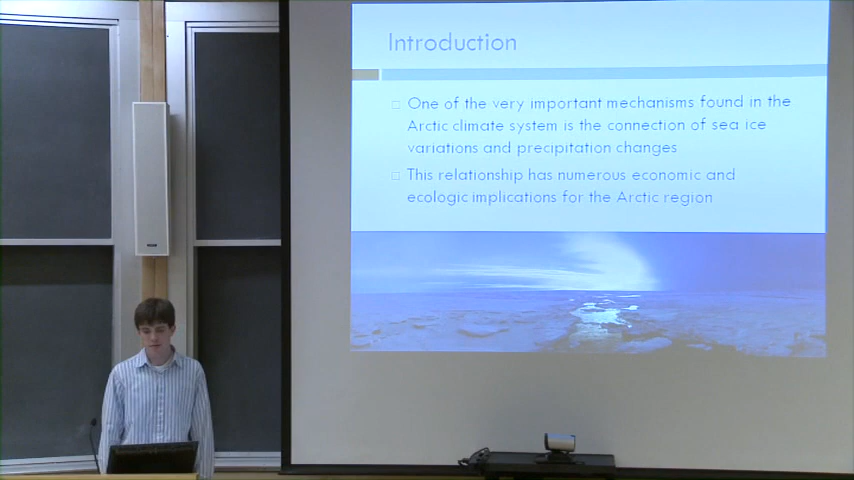 Introduction
One of the very important mechanisms found in the
Arctic climate system is the connection of sea ice
variations and precipitation changes
This relationship has numerous economic and
ecologic implications for the Arctic region